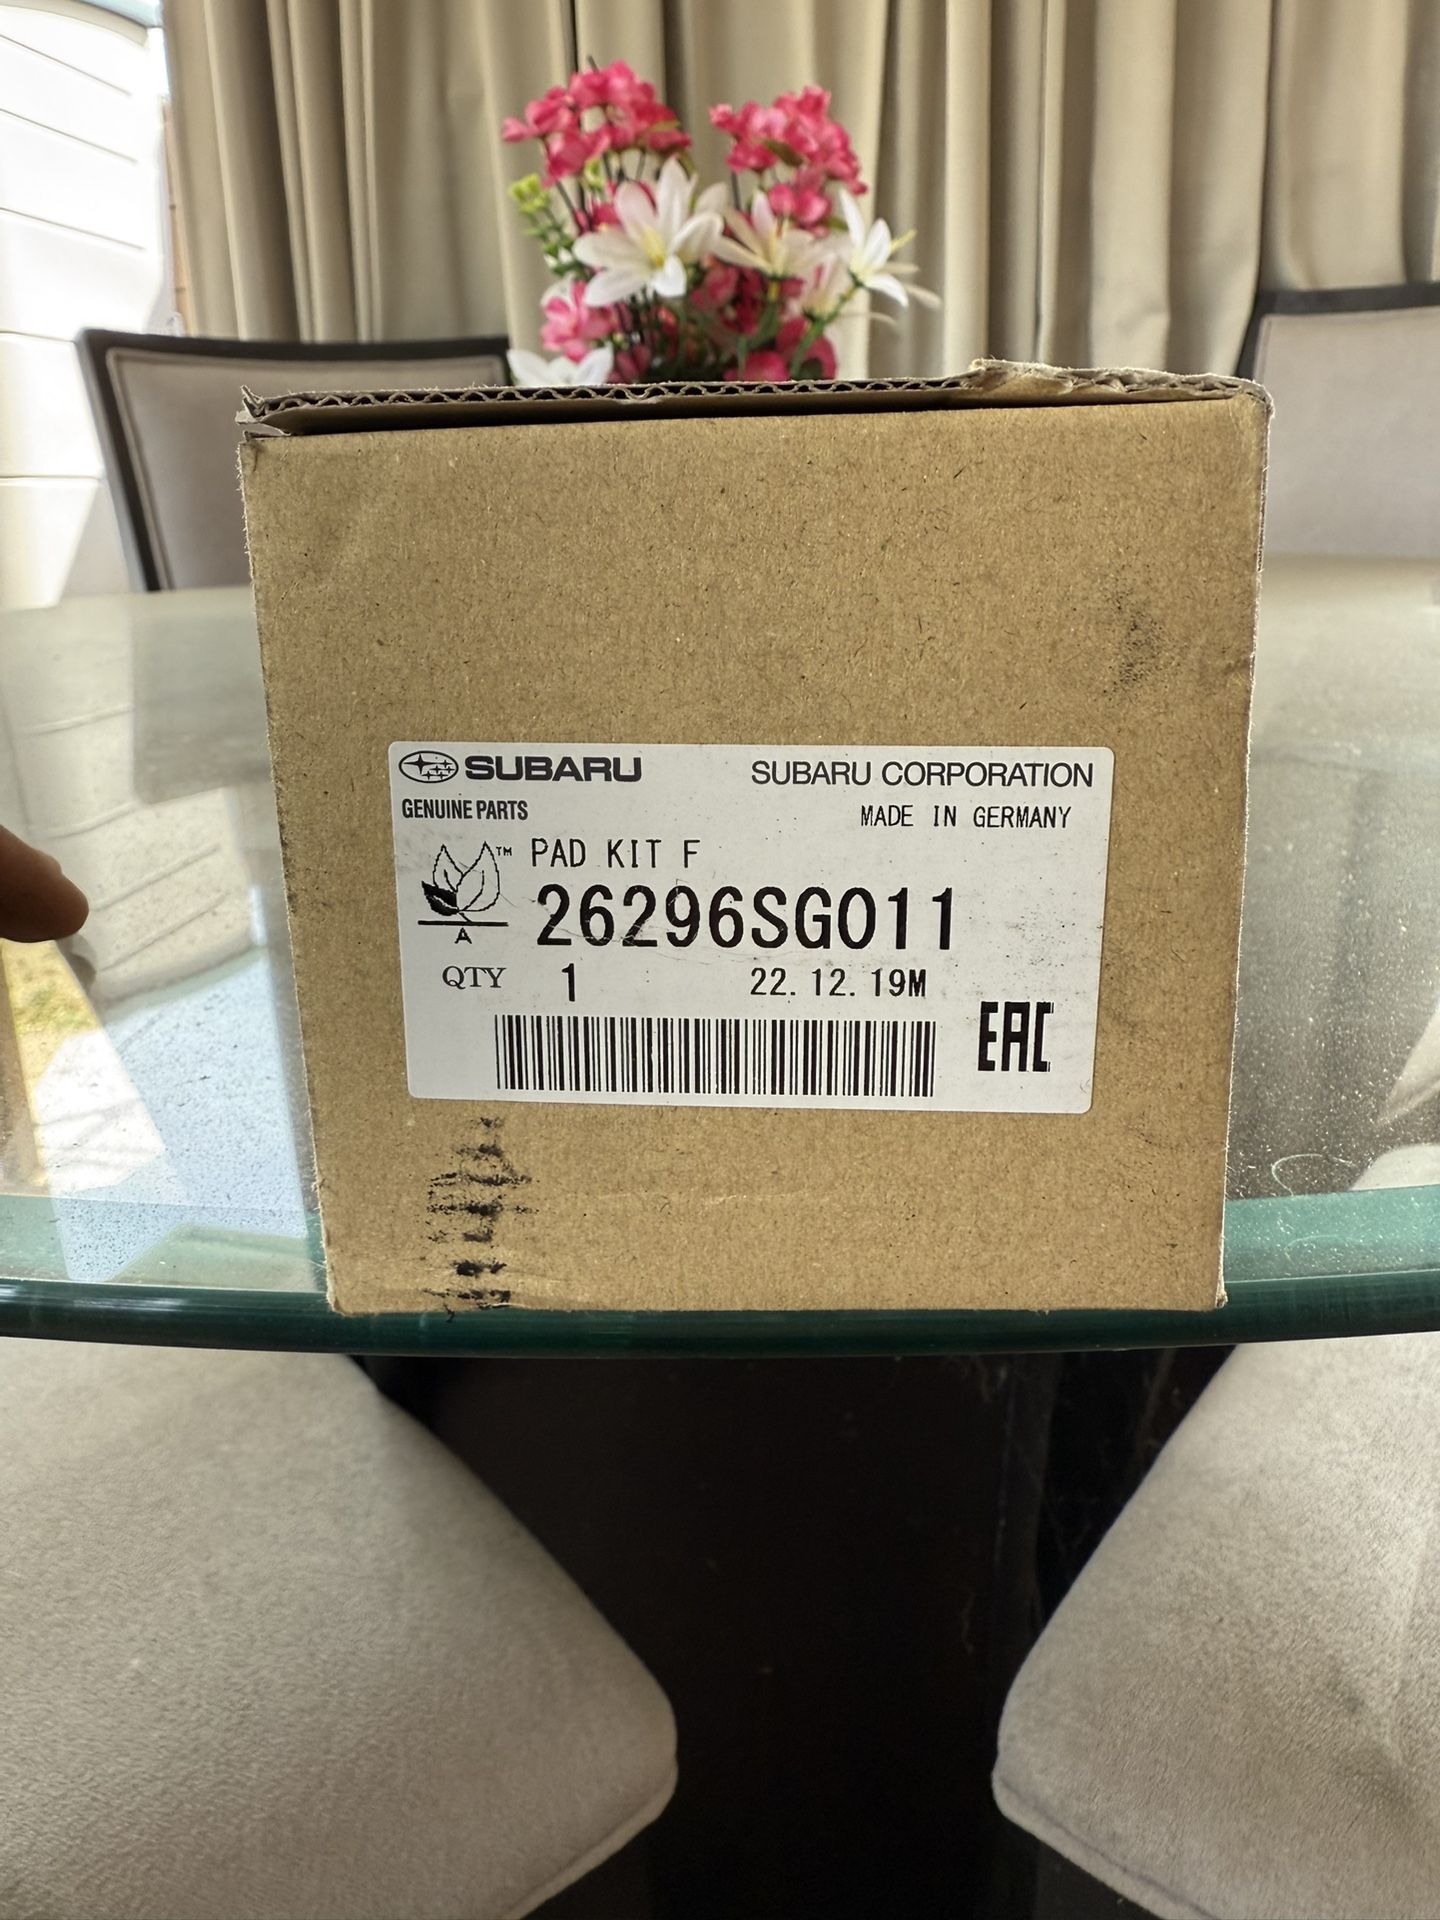 SUBARU
SUBARU CORPORATION
GENUINE PARTS
MADE IN GERMANY
™
PAD KIT F
26296SG011
A
QTY 1 22.12.19M
EAC